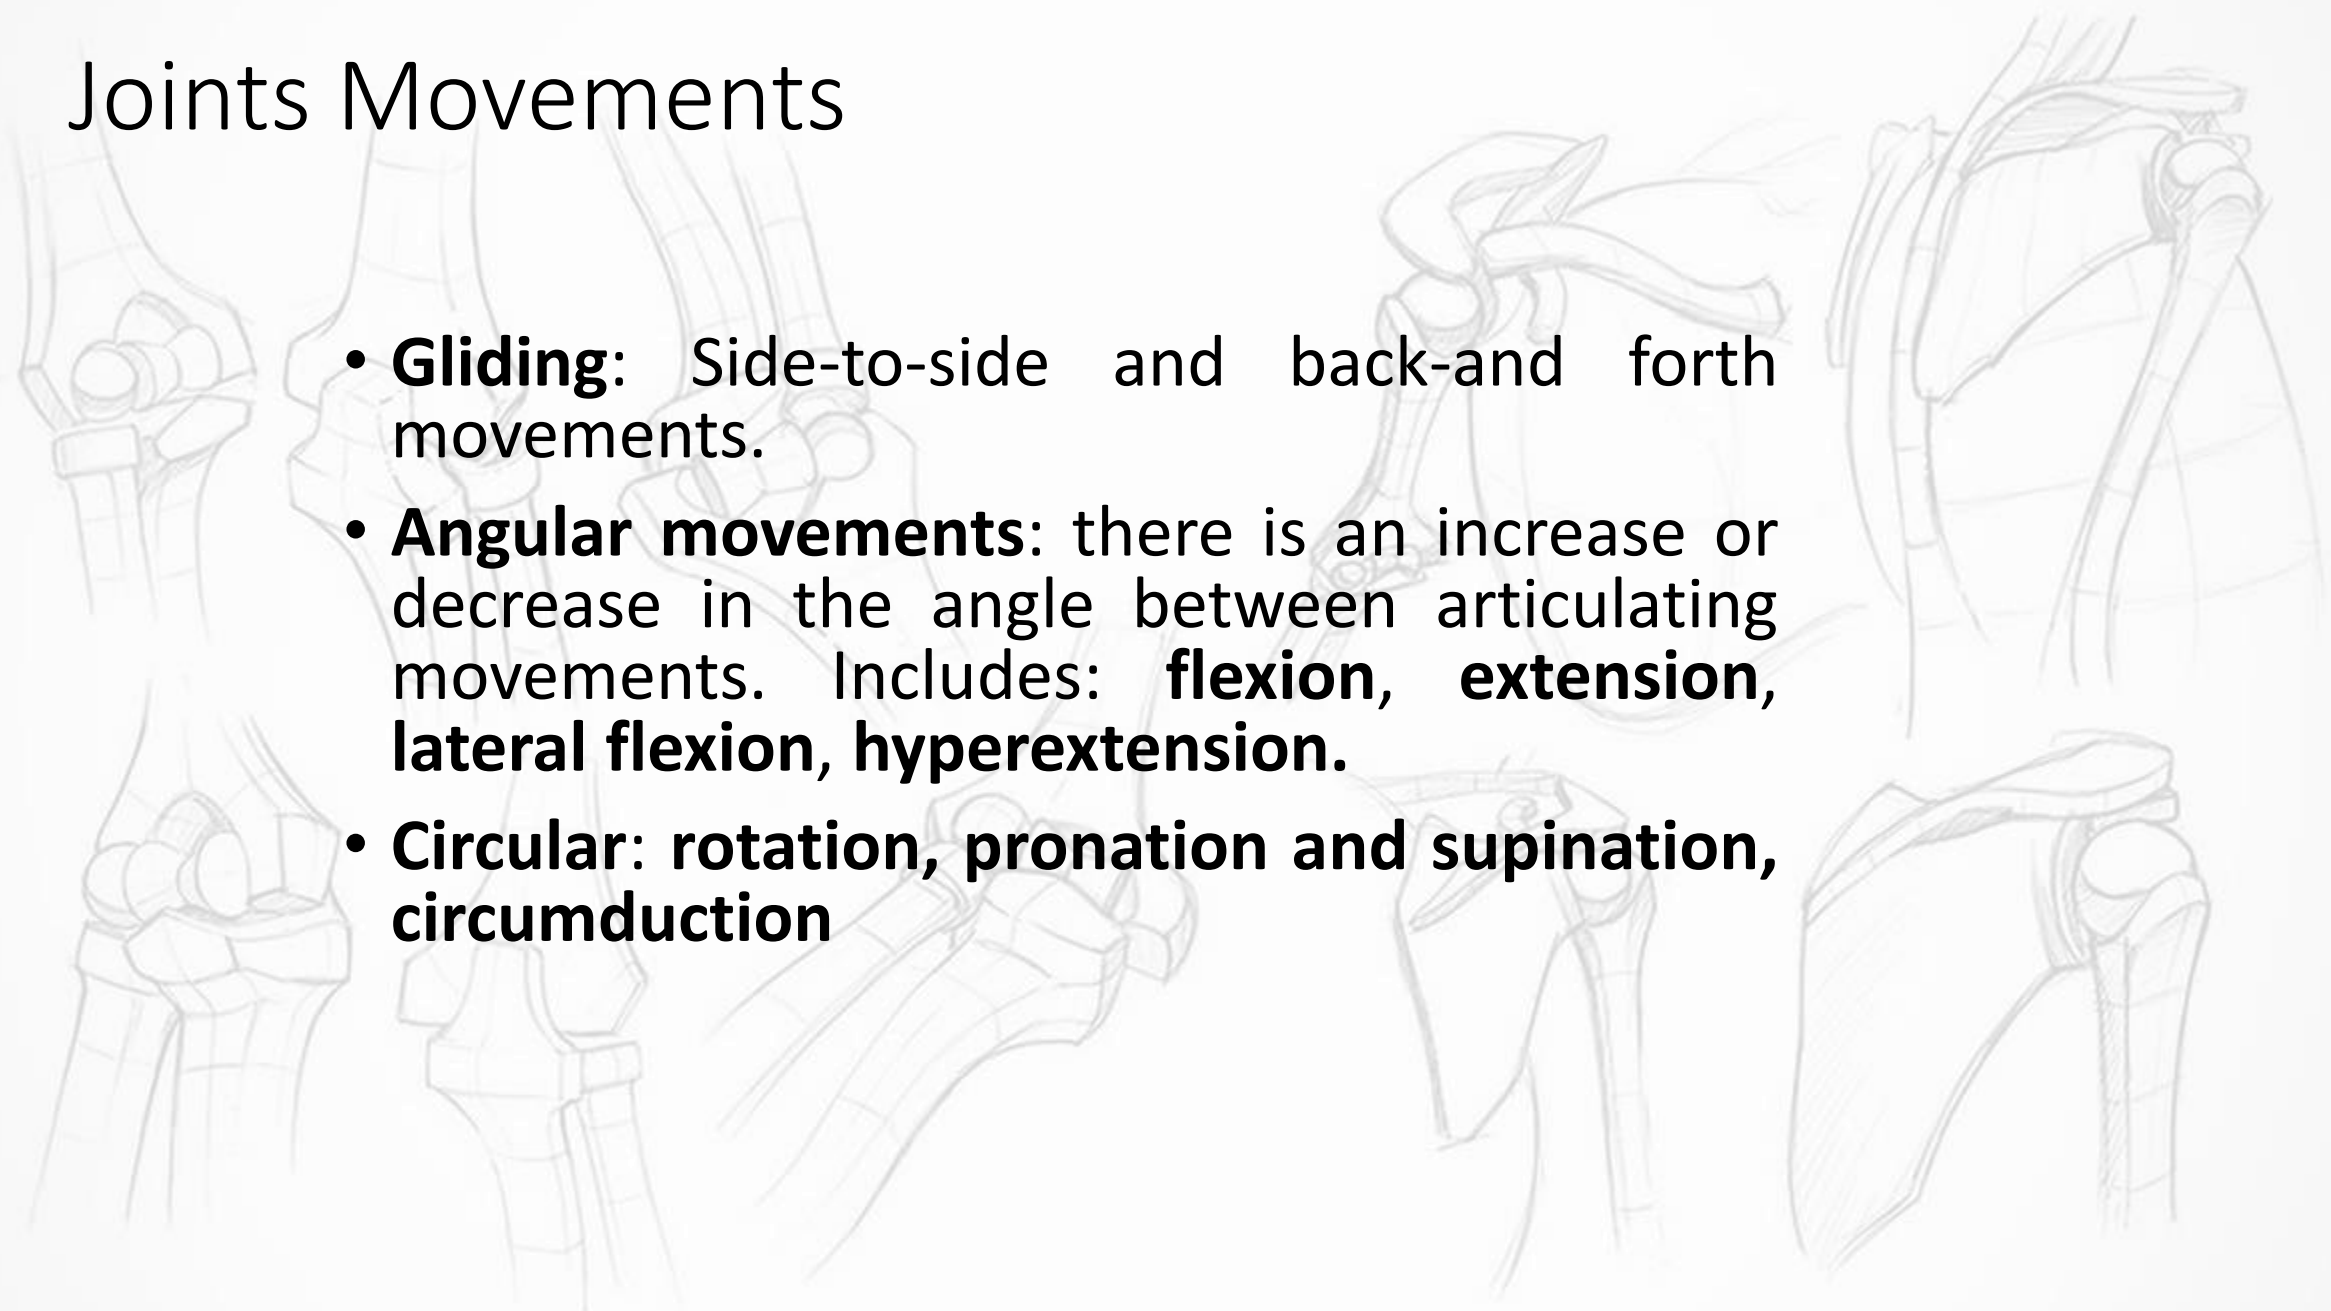 Joints Movements
• Gliding: Side-to-side and back-and forth
movements.
• Angular movements: there is an increase or
decrease in the angle between articulating
movements. Includes: flexion, extension,
lateral flexion, hyperextension.
• Circular: rotation, pronation and supination,
circumduction